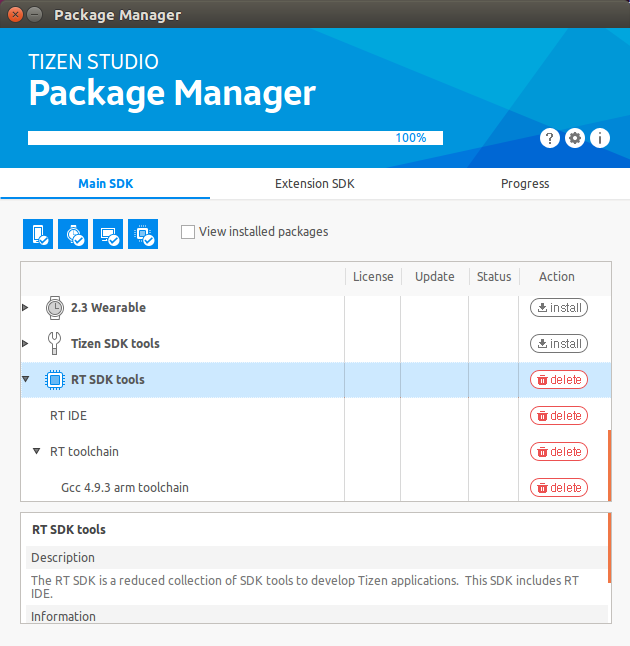 Package Manager
TIZEN STUDIO
Package Manager
100%
? i
Main SDK Extension SDK Progress
View installed packages
License Update Status Action
2.3 Wearable install
Tizen SDK tools install
RT SDK tools delete
RT IDE delete
RT toolchain delete
Gcc 4.9.3 arm toolchain delete
RT SDK tools
Description
The RT SDK is a reduced collection of SDK tools to develop Tizen applications. This SDK includes RT
IDE.
Information